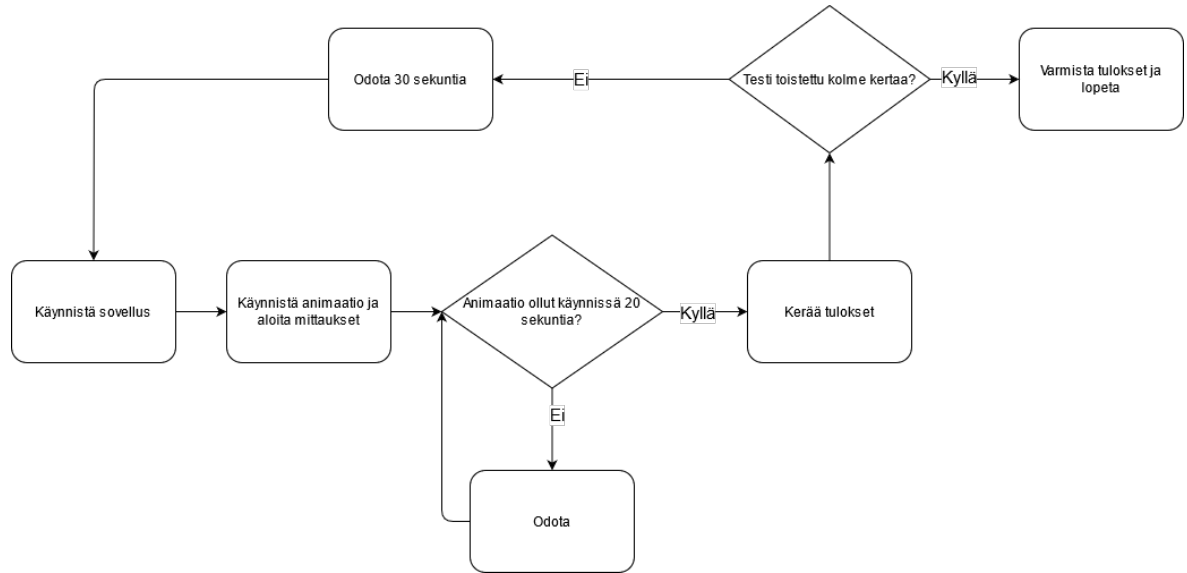 Odota 30 sekuntia
Ei
Testi toistettu kolme kertaa?
Kyllä
Varmista tulokset ja
lopeta
Käynnistä sovellus
Käynnistä animaatio ja
aloita mittaukset
Animaatio ollut käynnissä 20
sekuntia?
Kyllä
Kerää tulokset
Ei
Odota